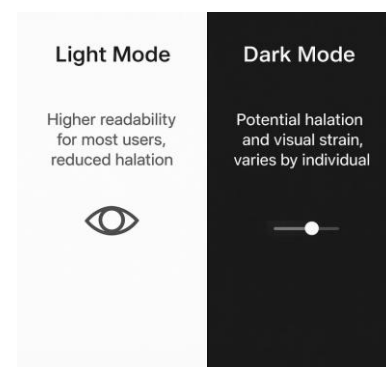 Light Mode
Higher readability
for most users,
reduced halation
Dark Mode
Potential halation
and visual strain,
varies by individual